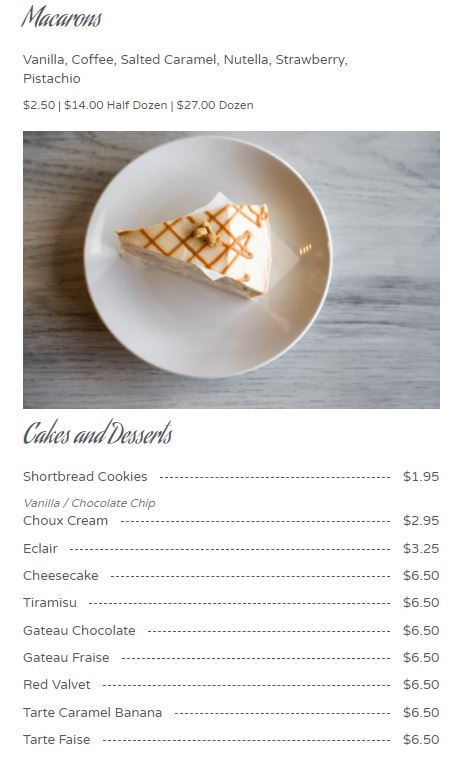 Macarons
Vanilla, Coffee, Salted Caramel, Nutella, Strawberry,
Pistachio
$2.50 | $14.00 Half Dozen | $27.00 Dozen
Cakes and Desserts
Shortbread Cookies $1.95
Vanilla / Chocolate Chip
Choux Cream $2.95
Eclair $3.25
Cheesecake $6.50
Tiramisu $6.50
Gateau Chocolate $6.50
Gateau Fraise $6.50
Red Valvet $6.50
Tarte Caramel Banana $6.50
Tarte Faise $6.50